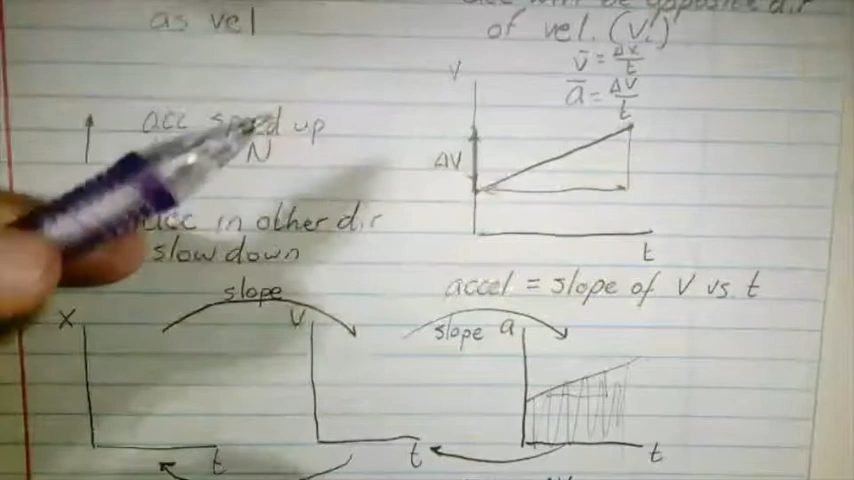 as vel
of vel. (V.)
v̄ = Δx/t
ā = ΔV/t
acc speed up
N
acc in other dir
slow down
V
ΔV
t
accel = slope of V vs. t
slope
slope
X
t
V
t
a
t